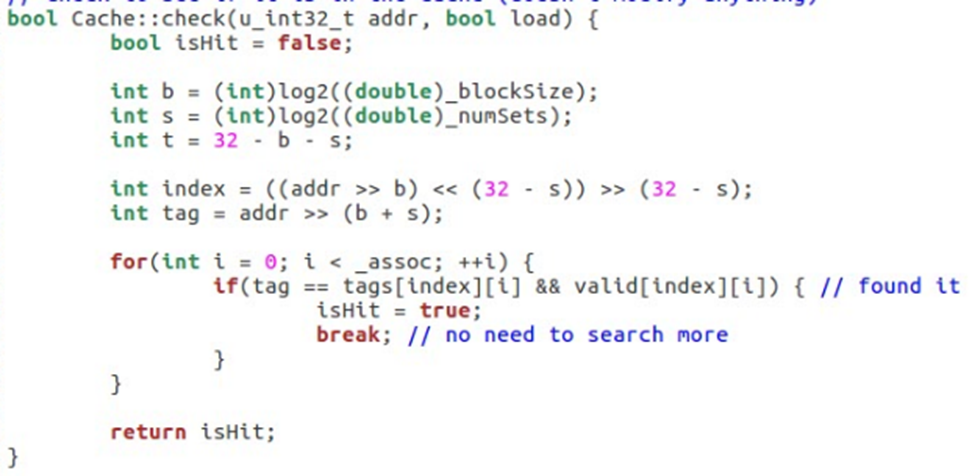 bool Cache::check(u_int32_t addr, bool load) {
bool isHit = false;
int b = (int)log2((double)_blockSize);
int s = (int)log2((double)_numSets);
int t = 32 - b - s;
int index = ((addr >> b) << (32 - s)) >> (32 - s);
int tag = addr >> (b + s);
for(int i = 0; i < _assoc; ++i) {
if(tag == tags[index][i] && valid[index][i]) { // found it
isHit = true;
break; // no need to search more
}
}
return isHit;
}